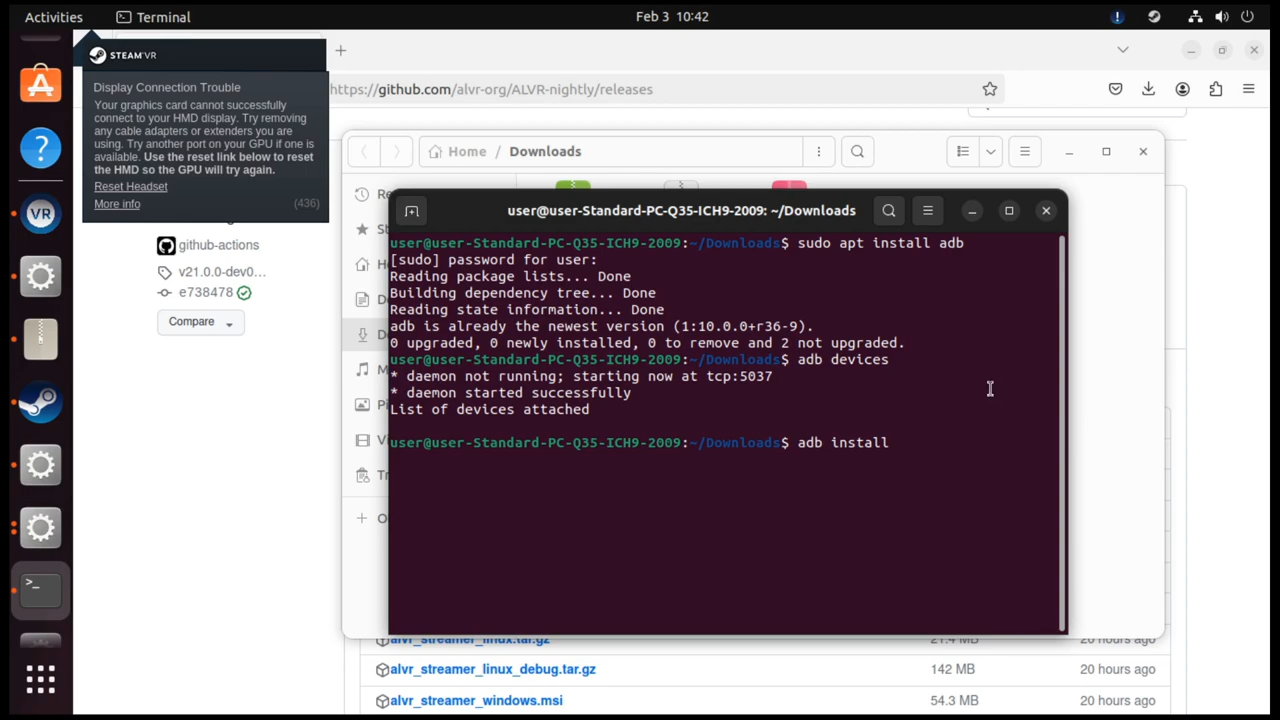 Activities
Terminal
Feb 3 10:42
STEAMVR
Display Connection Trouble
Your graphics card cannot successfully
connect to your HMD display. Try removing
any cable adapters or extenders you are
using. Try another port on your GPU if one is
available. Use the reset link below to reset
the HMD so the GPU will try again.
Reset Headset
More info
(436)
https://github.com/alvr-org/ALVR-nightly/releases
Home / Downloads
github-actions
v21.0.0-dev0...
e738478
Compare
user@user-Standard-PC-Q35-ICH9-2009: ~/Downloads
user@user-Standard-PC-Q35-ICH9-2009:~/Downloads$ sudo apt install adb
[sudo] password for user:
Reading package lists... Done
Building dependency tree... Done
Reading state information... Done
adb is already the newest version (1:10.0.0+r36-9).
0 upgraded, 0 newly installed, 0 to remove and 2 not upgraded.
user@user-Standard-PC-Q35-ICH9-2009:~/Downloads$ adb devices
* daemon not running; starting now at tcp:5037
* daemon started successfully
List of devices attached
user@user-Standard-PC-Q35-ICH9-2009:~/Downloads$ adb install
alvr_streamer_linux.tar.gz
21.4 MB
20 hours ago
alvr_streamer_linux_debug.tar.gz
142 MB
20 hours ago
alvr_streamer_windows.msi
54.3 MB
20 hours ago
VR